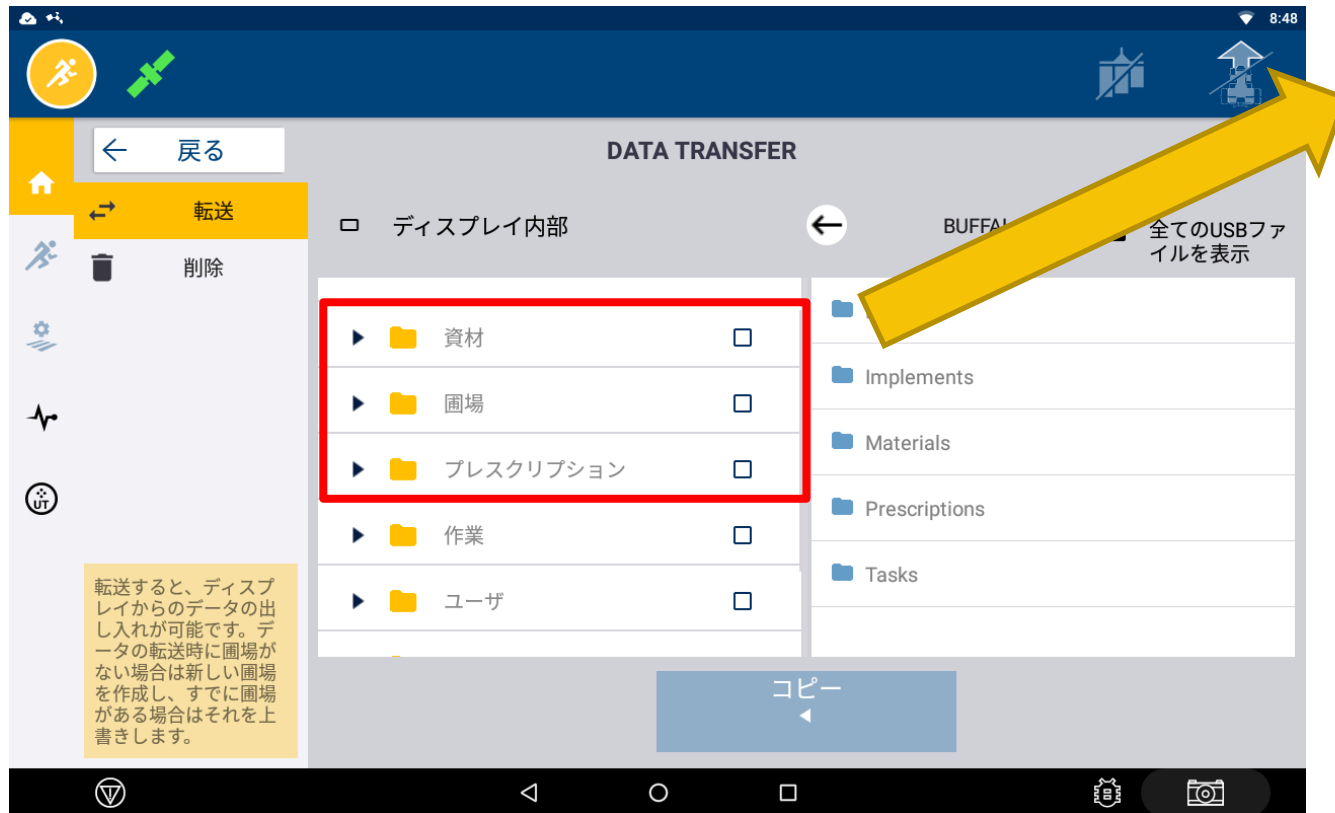 8:48
戻る
DATA TRANSFER
転送
削除
ディスプレイ内部
全てのUSBファ
イルを表示
資材
圃場
プレスクリプション
作業
ユーザ
Implements
Materials
Prescriptions
Tasks
UT
転送すると、ディスプ
レイからのデータの出
し入れが可能です。デ
ータの転送時に圃場が
ない場合は新しい圃場
を作成し、すでに圃場
がある場合はそれを上
書きします。
コピー